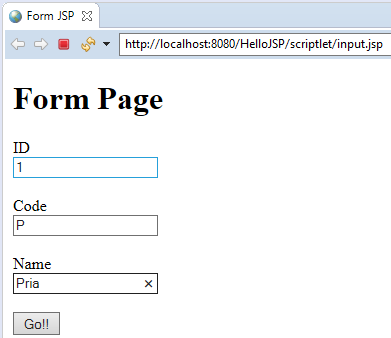 Form JSP
http://localhost:8080/HelloJSP/scriptlet/input.jsp
Form Page
ID
1
Code
P
Name
Pria
Go!!